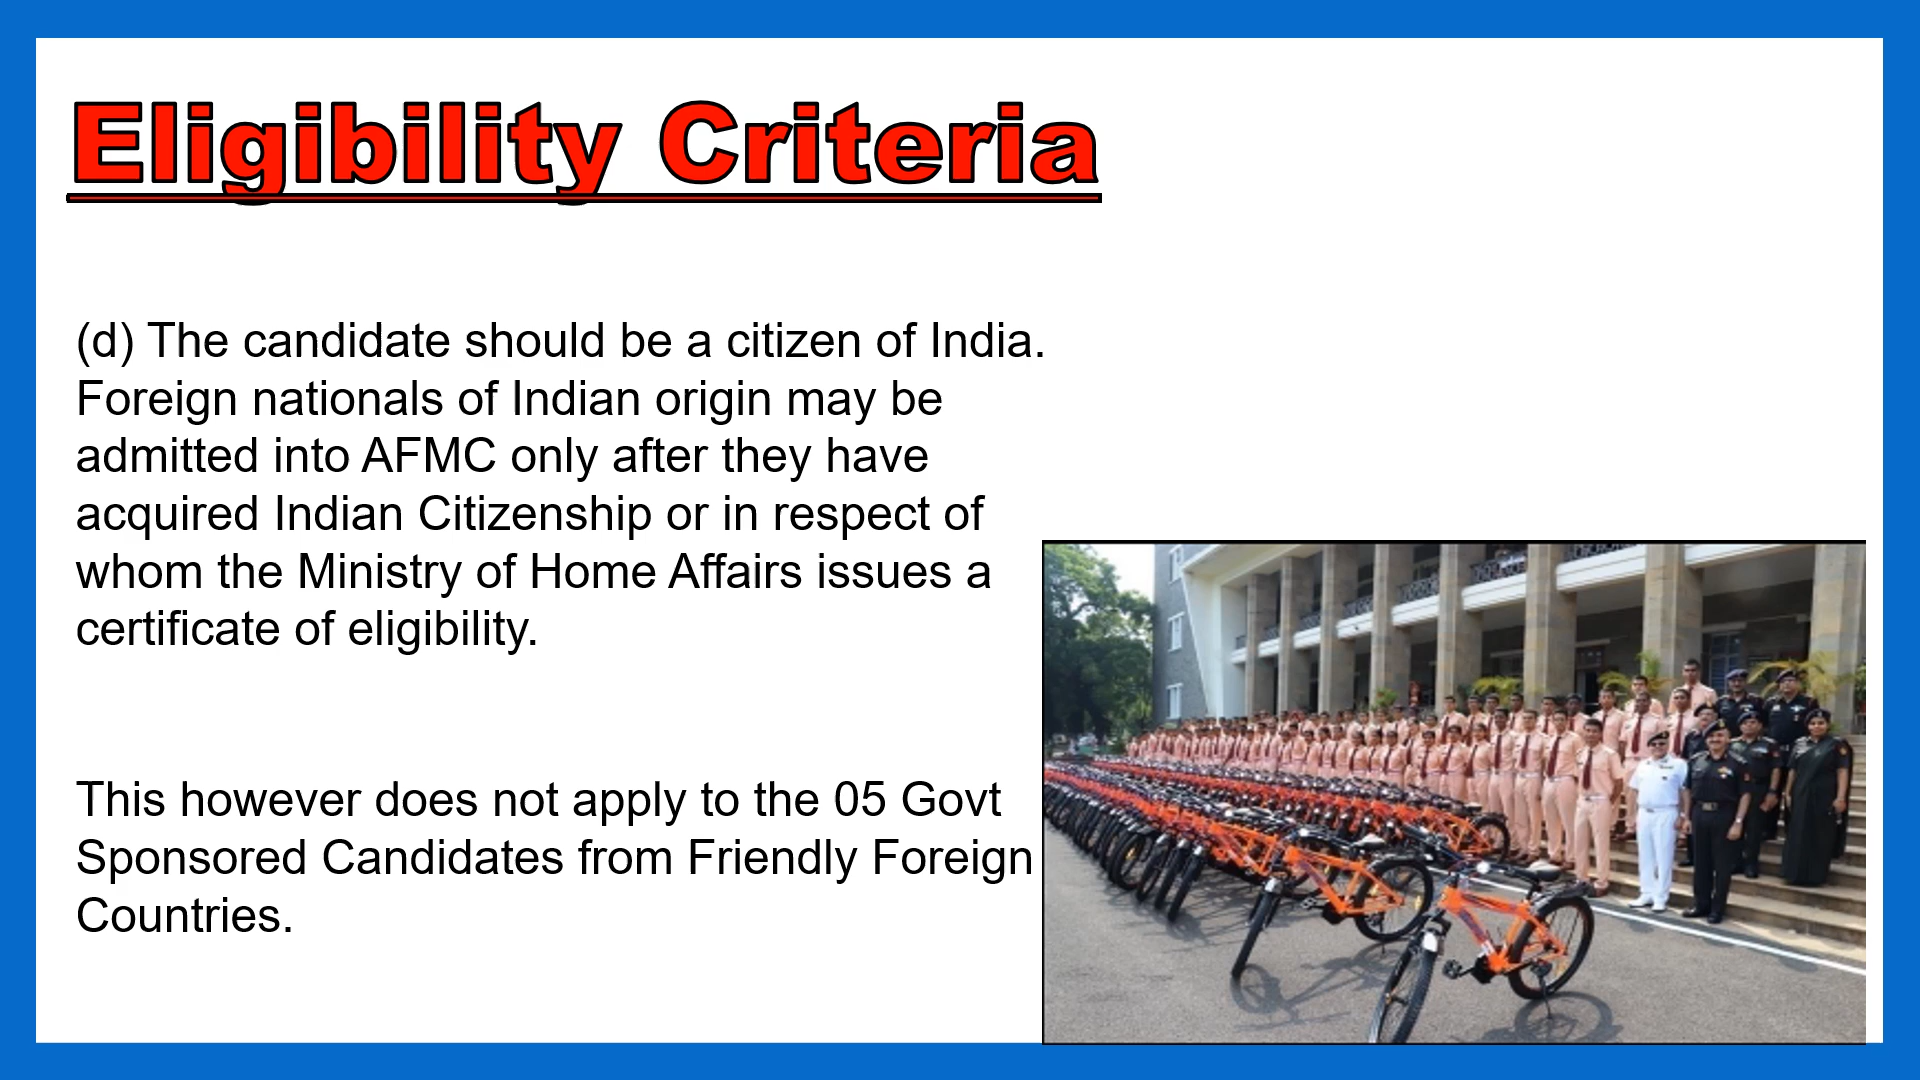 Eligibility Criteria
(d) The candidate should be a citizen of India.
Foreign nationals of Indian origin may be
admitted into AFMC only after they have
acquired Indian Citizenship or in respect of
whom the Ministry of Home Affairs issues a
certificate of eligibility.
This however does not apply to the 05 Govt
Sponsored Candidates from Friendly Foreign
Countries.